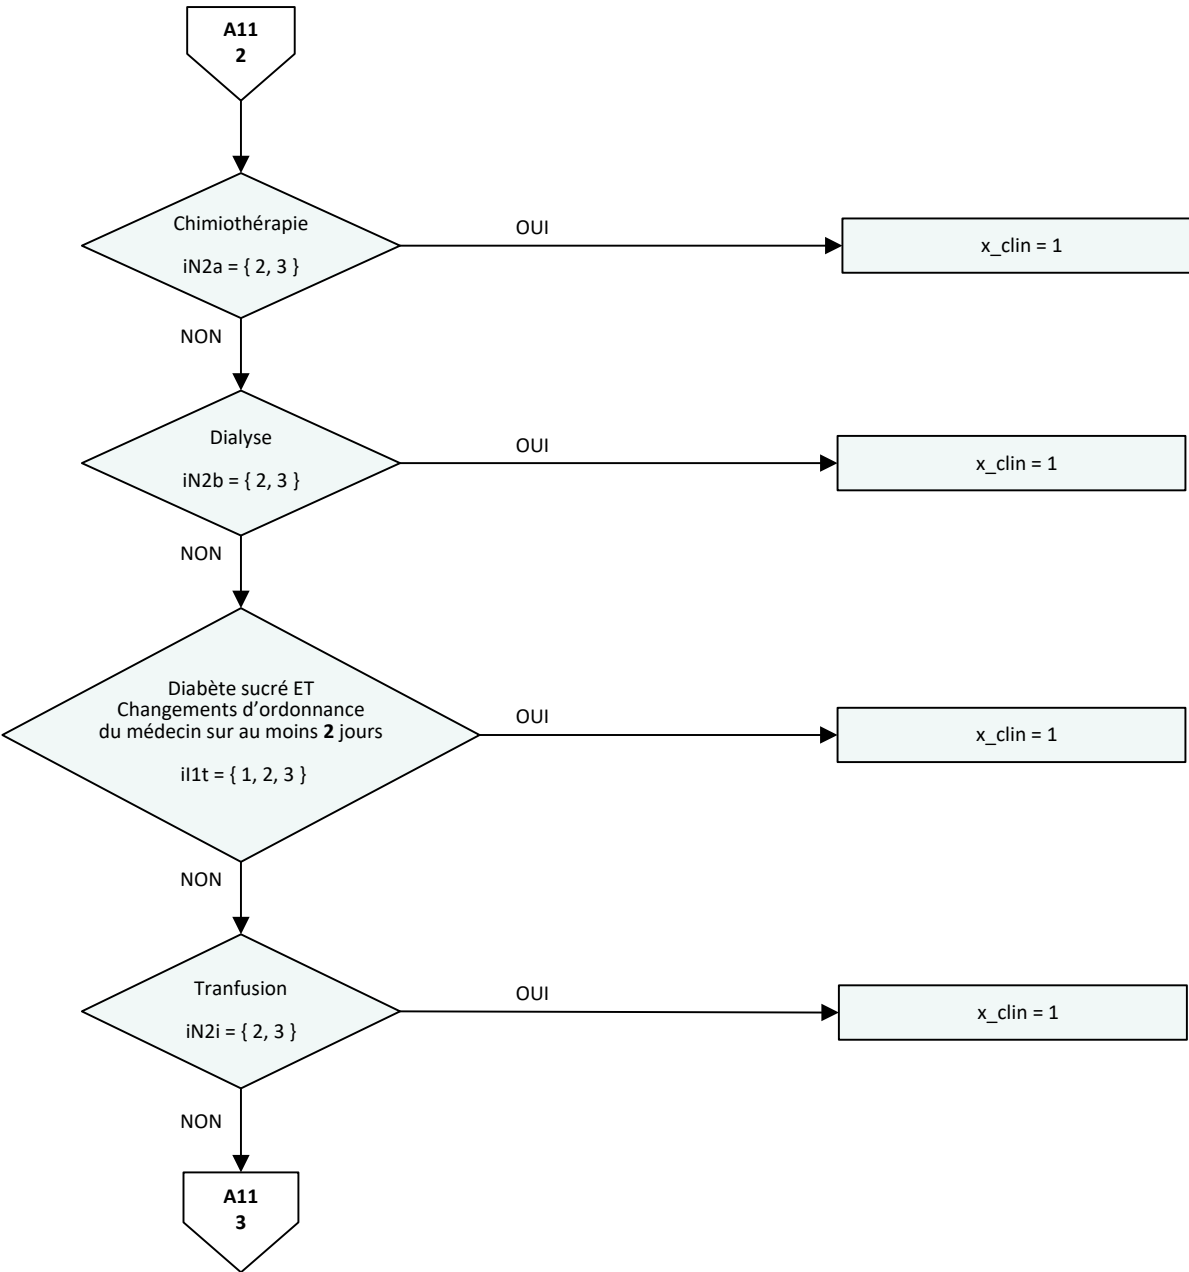 A11
2
Chimiothérapie
iN2a = { 2, 3 }
OUI
x_clin = 1
NON
Dialyse
iN2b = { 2, 3 }
OUI
x_clin = 1
NON
Diabète sucré ET
Changements d’ordonnance
du médecin sur au moins 2 jours
iI1t = { 1, 2, 3 }
OUI
x_clin = 1
NON
Tranfusion
iN2i = { 2, 3 }
OUI
x_clin = 1
NON
A11
3